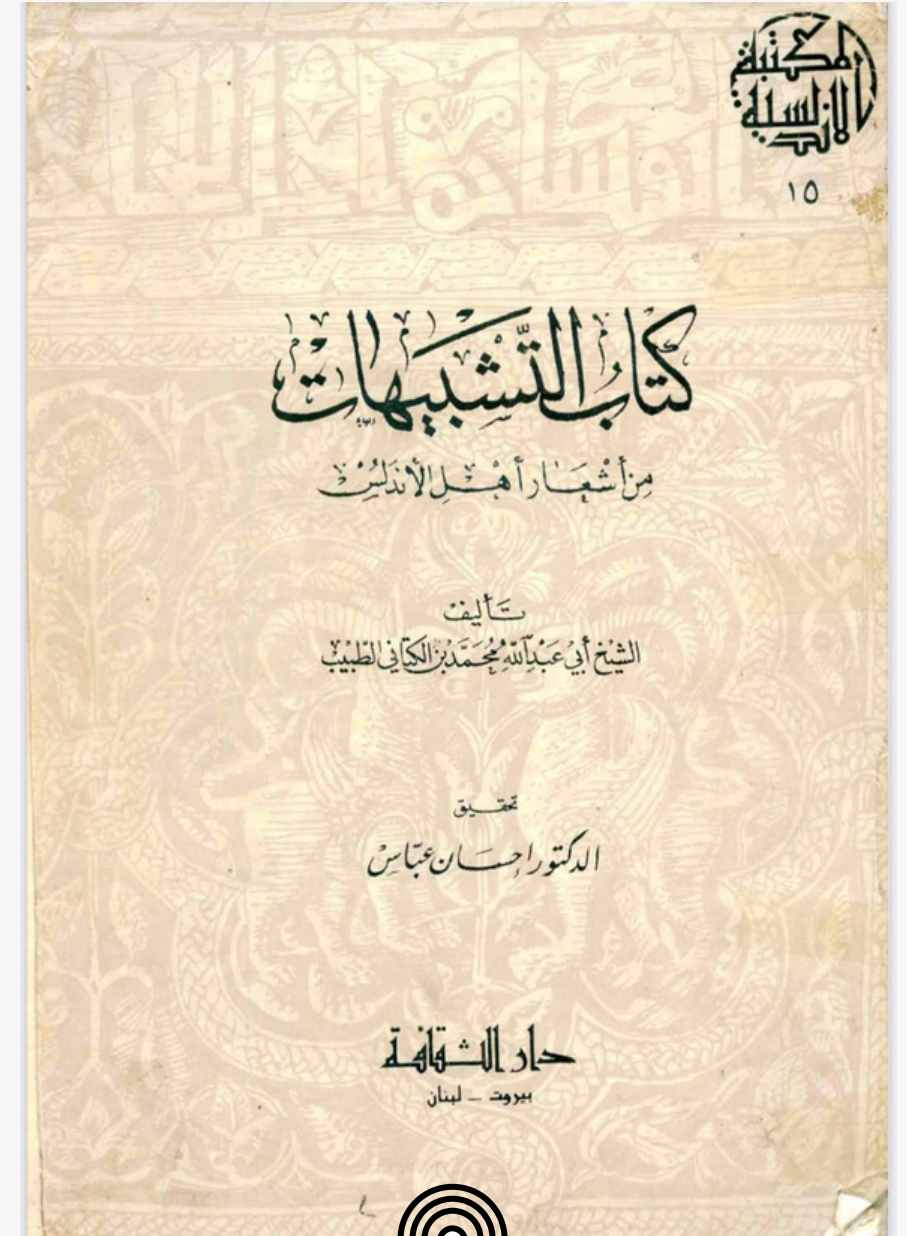 المكتبة
الاندلسية
١٥
كتاب التشبيهات
من أشعار أهل الأندلس
تأليف
الشيخ أبي عبد الله محمد بن الكتاني الطبيب
تحقيق
الدكتور إحسان عباس
دار الثقافة
بيروت - لبنان